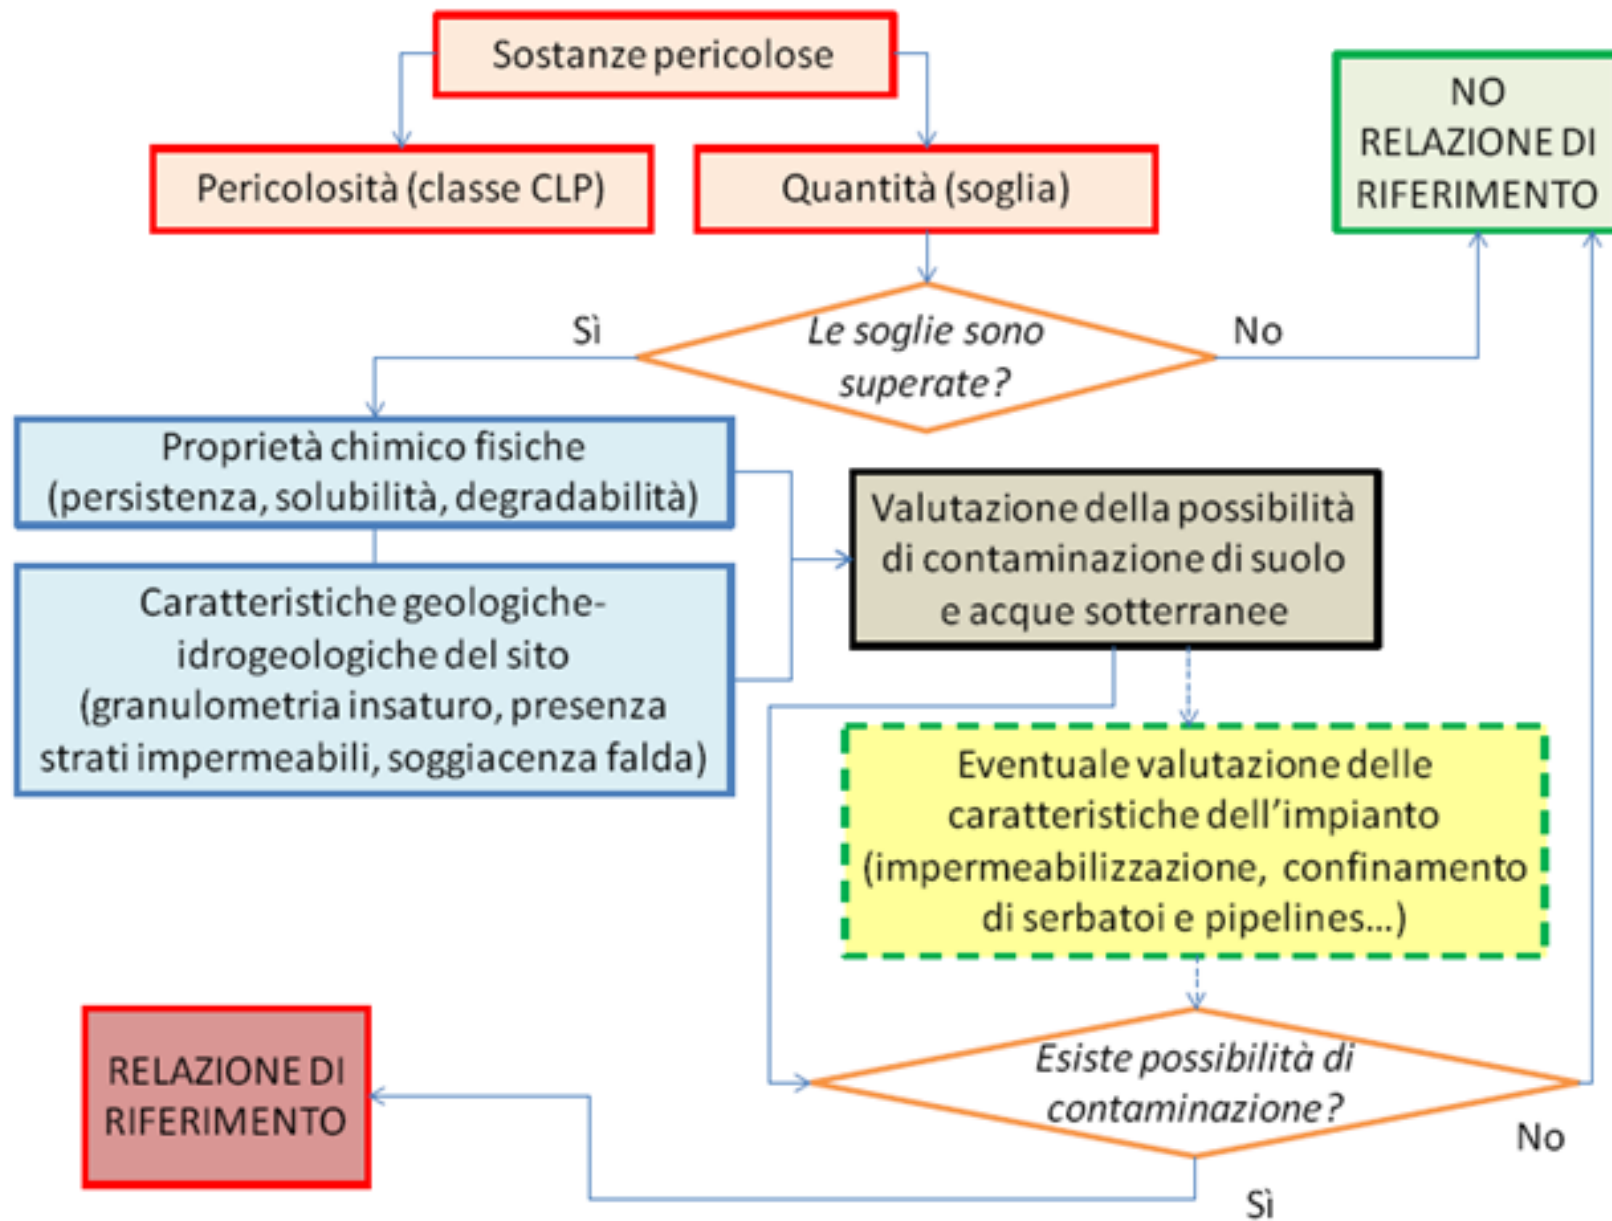 Sostanze pericolose
NO
RELAZIONE DI
RIFERIMENTO
Pericolosità (classe CLP)
Quantità (soglia)
Sì
Le soglie sono
superate?
No
Proprietà chimico fisiche
(persistenza, solubilità, degradabilità)
Valutazione della possibilità
di contaminazione di suolo
e acque sotterranee
Caratteristiche geologiche-
idrogeologiche del sito
(granulometria insaturo, presenza
strati impermeabili, soggiacenza falda)
Eventuale valutazione delle
caratteristiche dell’impianto
(impermeabilizzazione, confinamento
di serbatoi e pipelines...)
RELAZIONE DI
RIFERIMENTO
Esiste possibilità di
contaminazione?
No
Sì